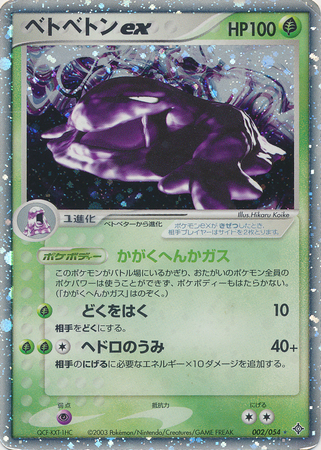 ベトベトンex HP100
Illus.Hikaru Koike
1進化 ベトベターから進化
ポケモンexがきぜつしたとき、
相手プレイヤーはサイドを2枚とります。
ポケボディー かがくへんかガス
このポケモンがバトル場にいるかぎり、おたがいのポケモン全員の
ポケパワーは使うことができず、ポケボディーもはたらかない。
(「かがくへんかガス」はのぞく。)
どくをはく 10
相手をどくにする。
ヘドロのうみ 40+
相手のにげるに必要なエネルギー×10ダメージを追加する。
弱点 抵抗力 にげる
©2003 Pokémon/Nintendo/Creatures/GAME FREAK 002/054